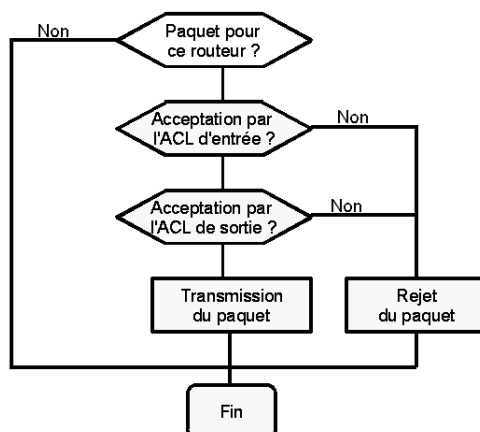 Non
Paquet pour
ce routeur ?
Acceptation par
l'ACL d'entrée ?
Non
Acceptation par
l'ACL de sortie ?
Non
Transmission
du paquet
Rejet
du paquet
Fin